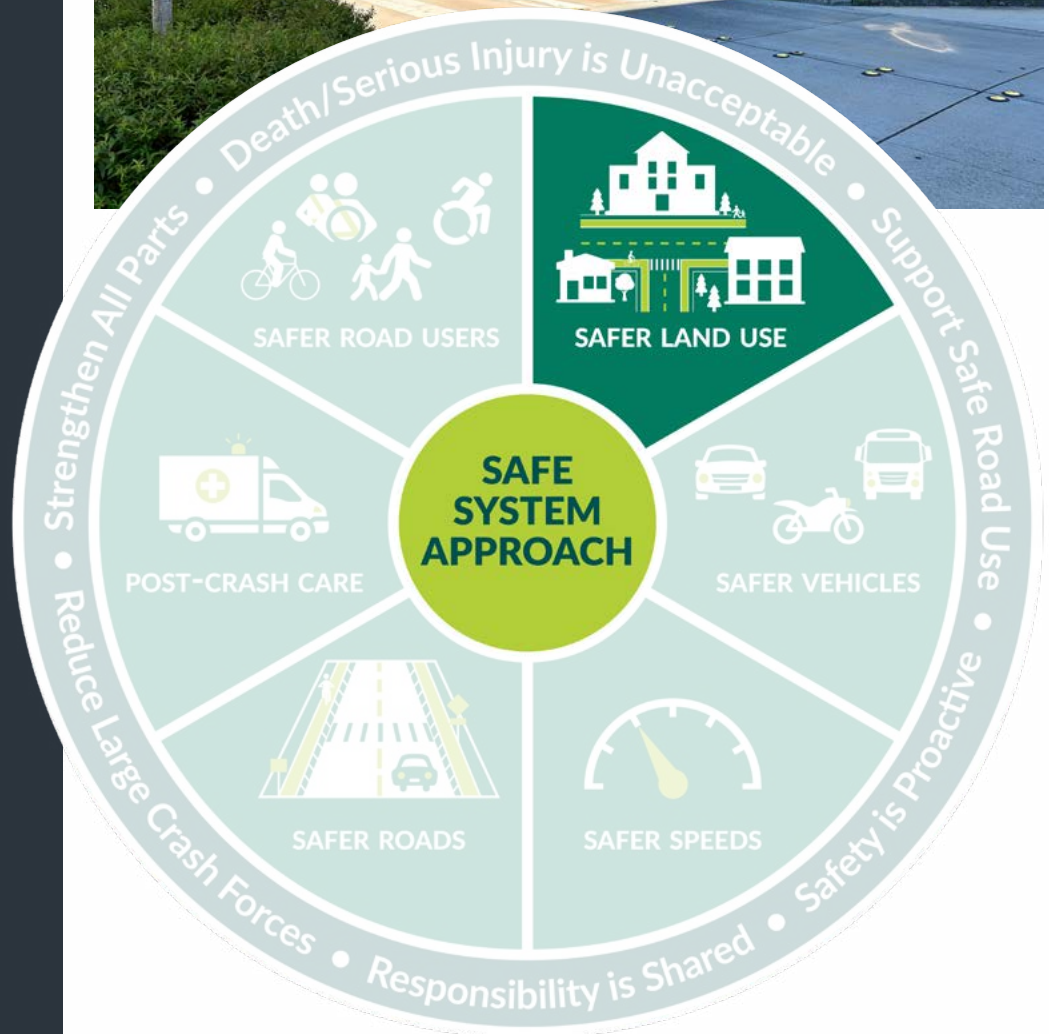 Death/Serious Injury is Unacceptable
Support Safe Road Use
Safety is Proactive
Responsibility is Shared
Reduce Large Crash Forces
Strengthen All Parts
SAFER ROAD USERS
SAFER LAND USE
SAFE
SYSTEM
APPROACH
POST-CRASH CARE
SAFER VEHICLES
SAFER ROADS
SAFER SPEEDS